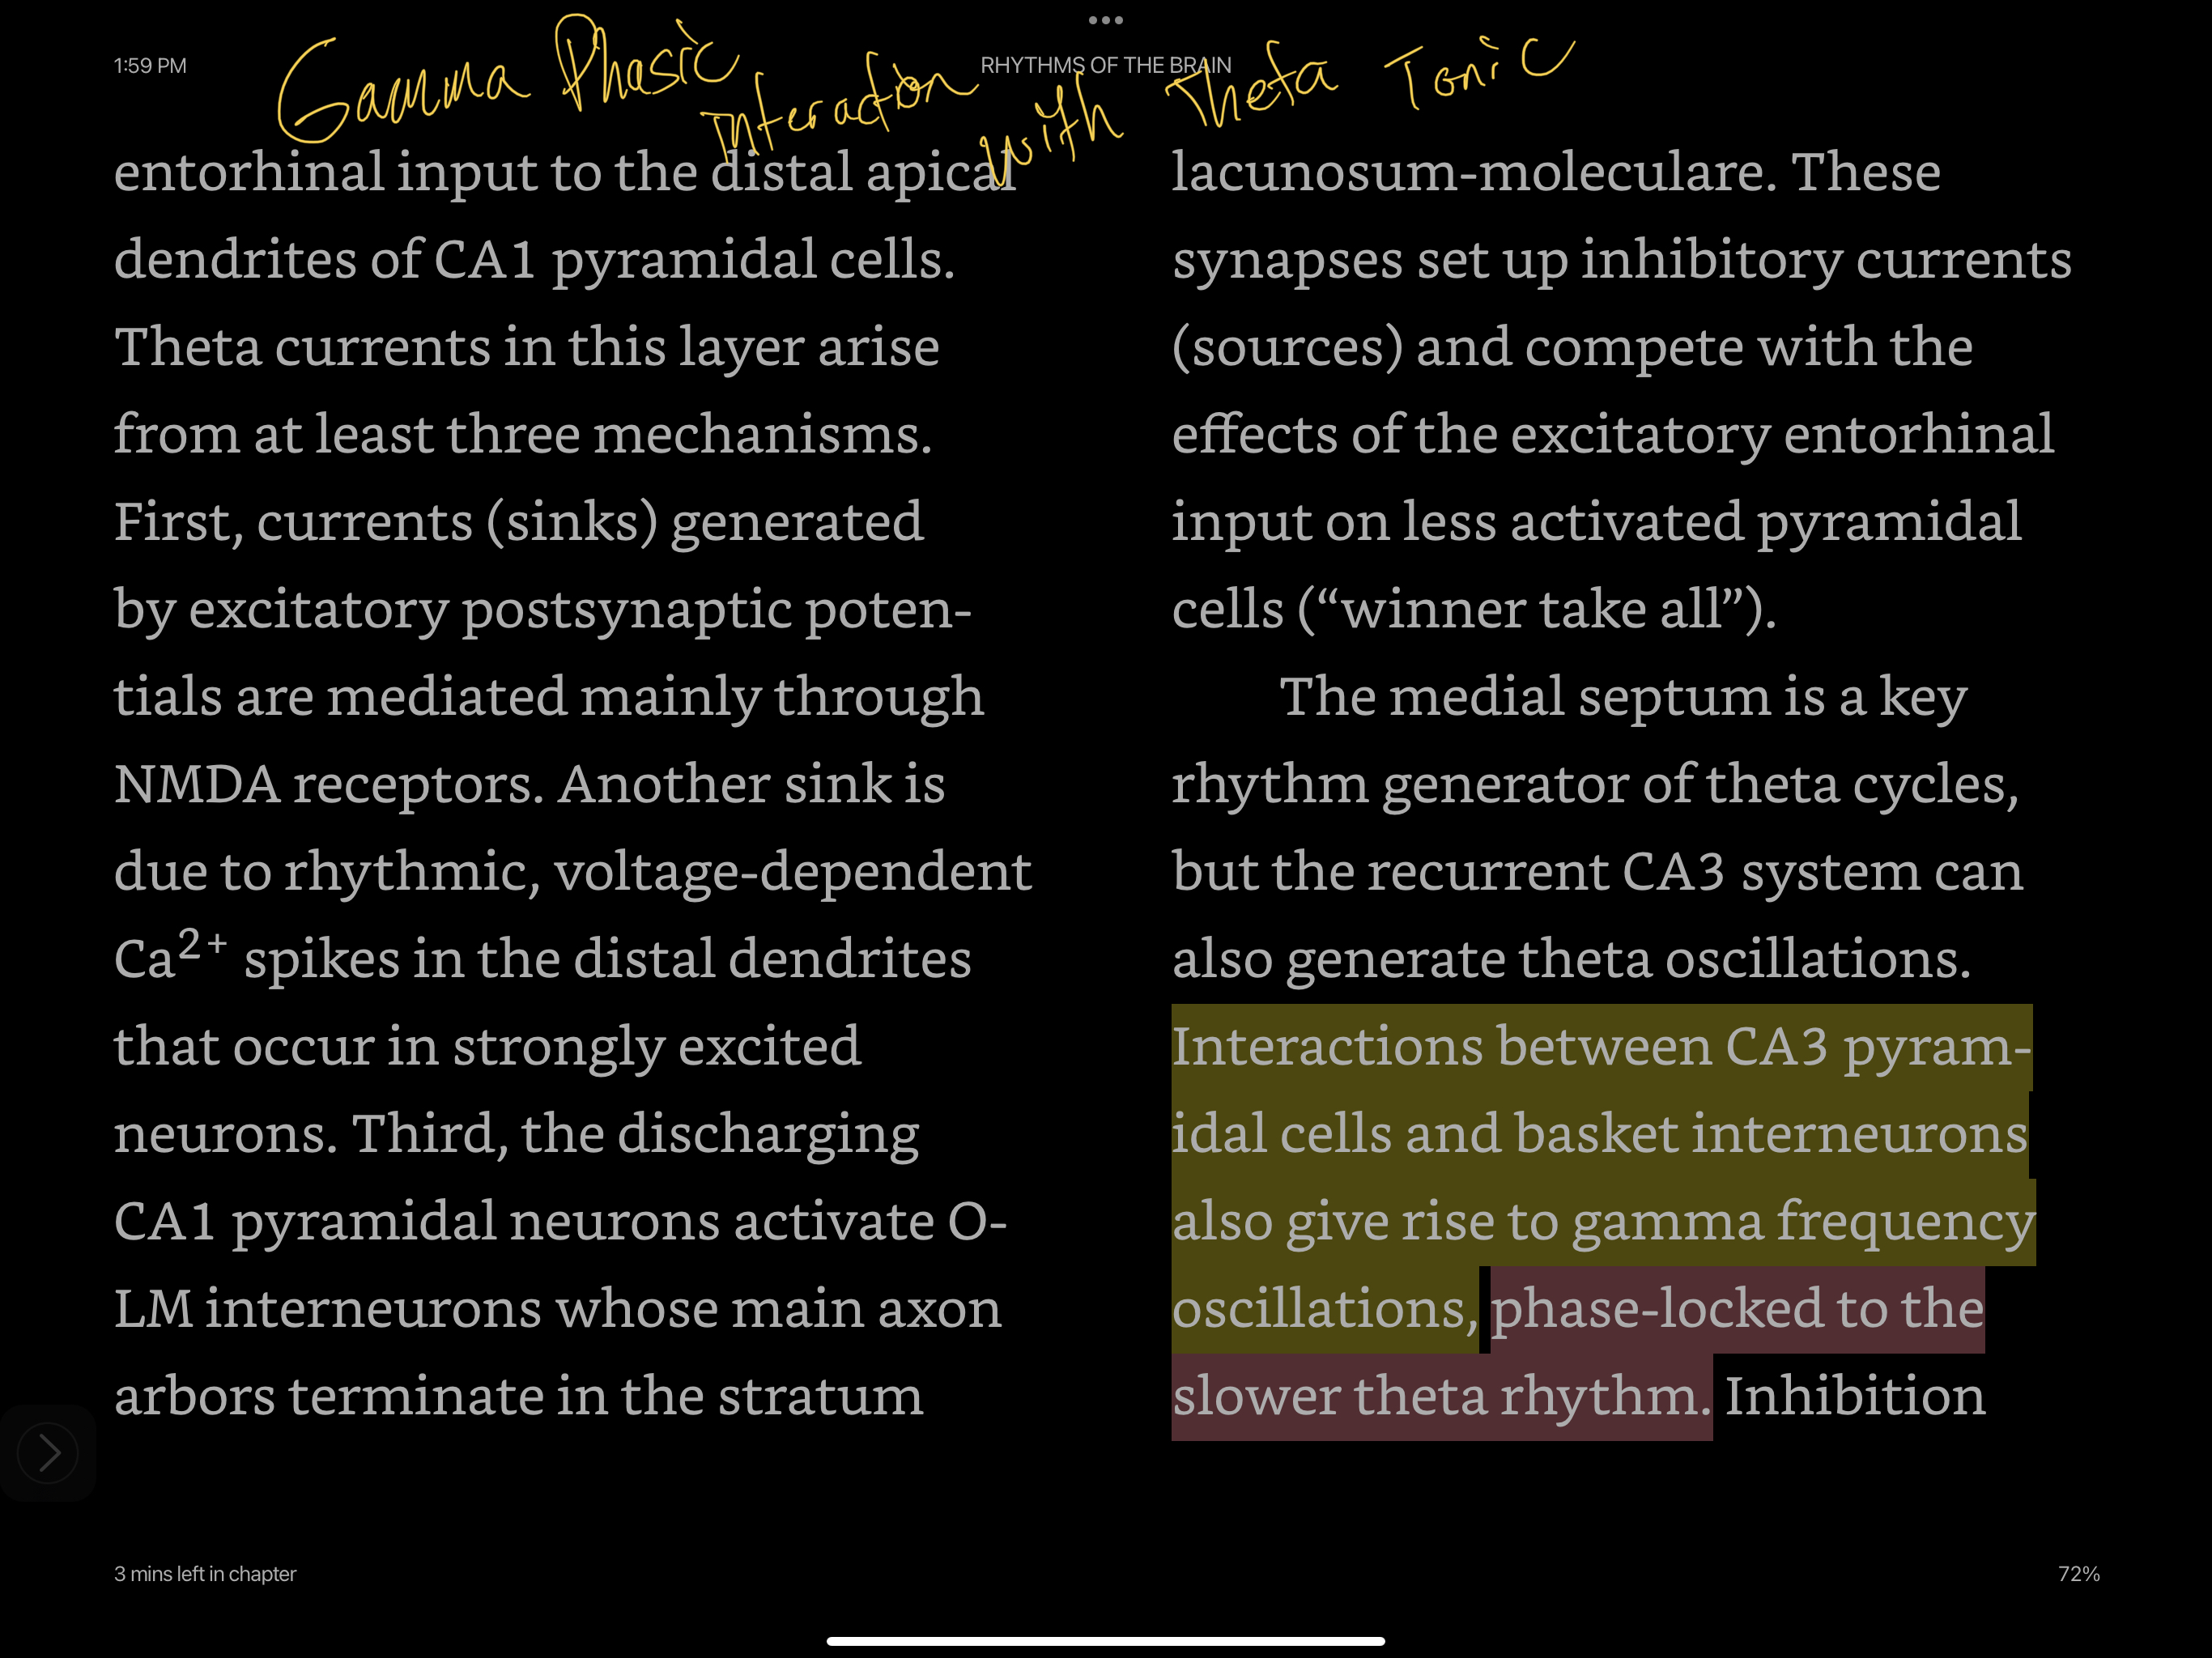 •••
1:59 PM
RHYTHMS OF THE BRAIN
Gamma Phasic Interaction with Theta Tonic
entorhinal input to the distal apical
dendrites of CA1 pyramidal cells.
Theta currents in this layer arise
from at least three mechanisms.
First, currents (sinks) generated
by excitatory postsynaptic poten-
tials are mediated mainly through
NMDA receptors. Another sink is
due to rhythmic, voltage-dependent
Ca²⁺ spikes in the distal dendrites
that occur in strongly excited
neurons. Third, the discharging
CA1 pyramidal neurons activate O-
LM interneurons whose main axon
arbors terminate in the stratum
lacunosum-moleculare. These
synapses set up inhibitory currents
(sources) and compete with the
effects of the excitatory entorhinal
input on less activated pyramidal
cells (“winner take all”).
The medial septum is a key
rhythm generator of theta cycles,
but the recurrent CA3 system can
also generate theta oscillations.
Interactions between CA3 pyram-
idal cells and basket interneurons
also give rise to gamma frequency
oscillations, phase-locked to the
slower theta rhythm. Inhibition
3 mins left in chapter
72%